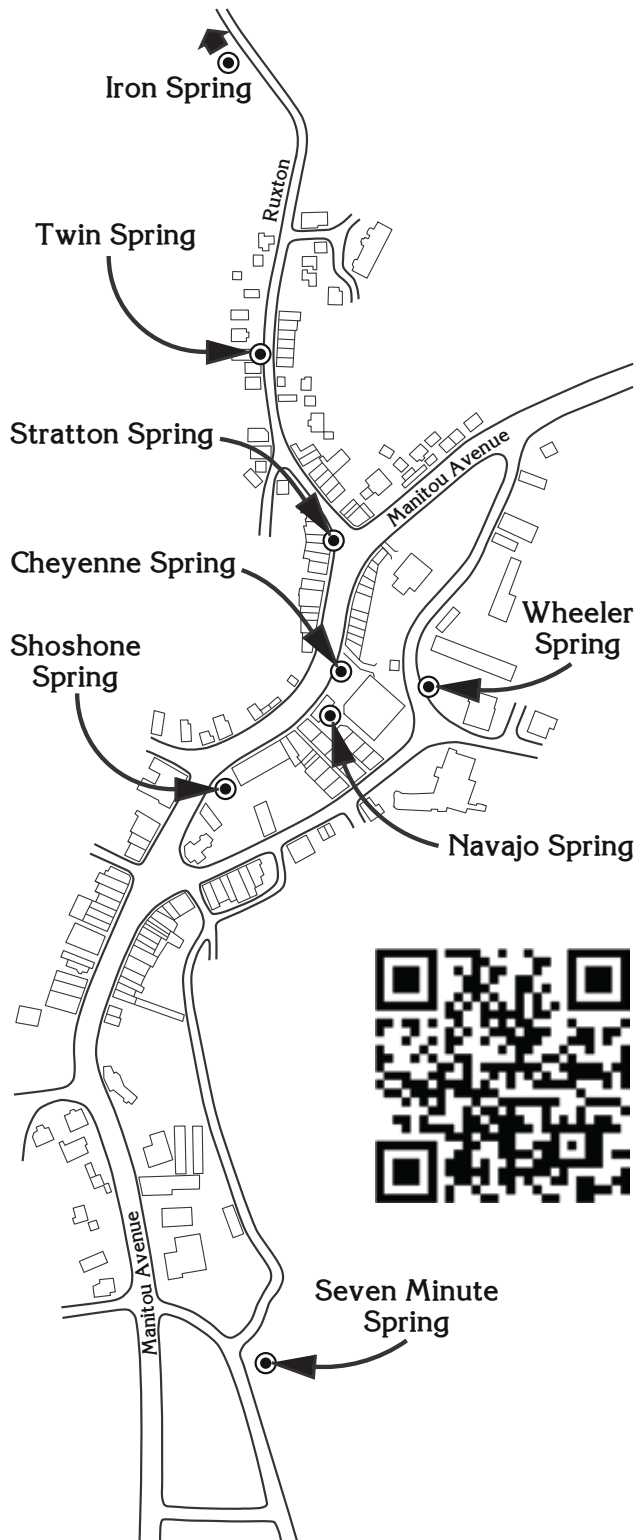 Iron Spring
Ruxton
Twin Spring
Stratton Spring
Manitou Avenue
Cheyenne Spring
Wheeler
Spring
Shoshone
Spring
Navajo Spring
Manitou Avenue
Seven Minute
Spring